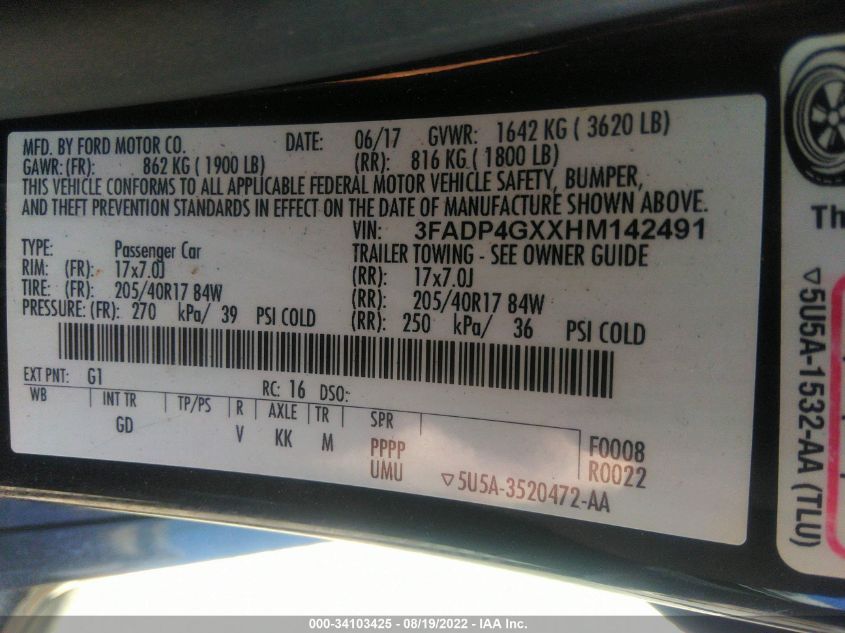 MFD. BY FORD MOTOR CO. DATE: 06/17 GVWR: 1642 KG ( 3620 LB)
GAWR: (FR): 862 KG ( 1900 LB) (RR): 816 KG ( 1800 LB)
THIS VEHICLE CONFORMS TO ALL APPLICABLE FEDERAL MOTOR VEHICLE SAFETY, BUMPER,
AND THEFT PREVENTION STANDARDS IN EFFECT ON THE DATE OF MANUFACTURE SHOWN ABOVE.
VIN: 3FADP4GXXHM142491
TYPE: Passenger Car TRAILER TOWING - SEE OWNER GUIDE
RIM: (FR): 17x7.0J (RR): 17x7.0J
TIRE: (FR): 205/40R17 84W (RR): 205/40R17 84W
PRESSURE: (FR): 270 kPa/ 39 PSI COLD (RR): 250 kPa/ 36 PSI COLD
EXT PNT: G1 RC: 16 DSO:
WB INT TR TP/PS R AXLE TR SPR
GD V KK M PPPP F0008
UMU R0022
▽5U5A-3520472-AA
Th
▽5U5A-1532-AA (TLU)
000-34103425 - 08/19/2022 - IAA Inc.